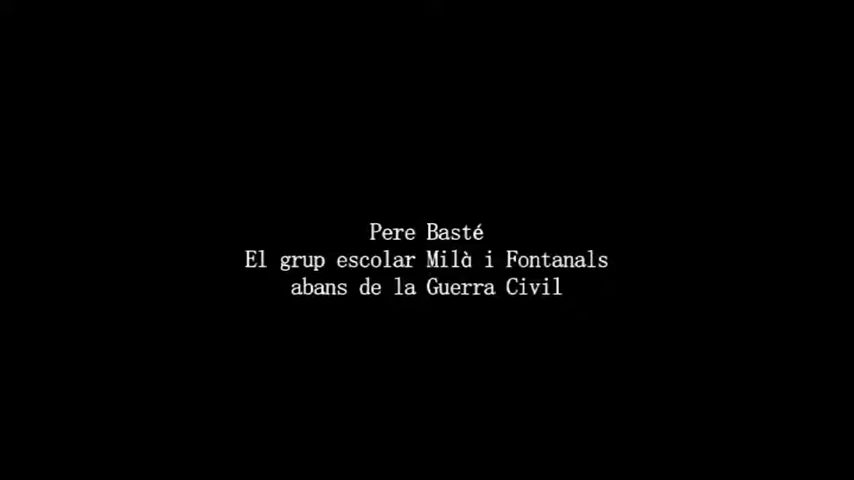 Pere Basté
El grup escolar Milà i Fontanals
abans de la Guerra Civil